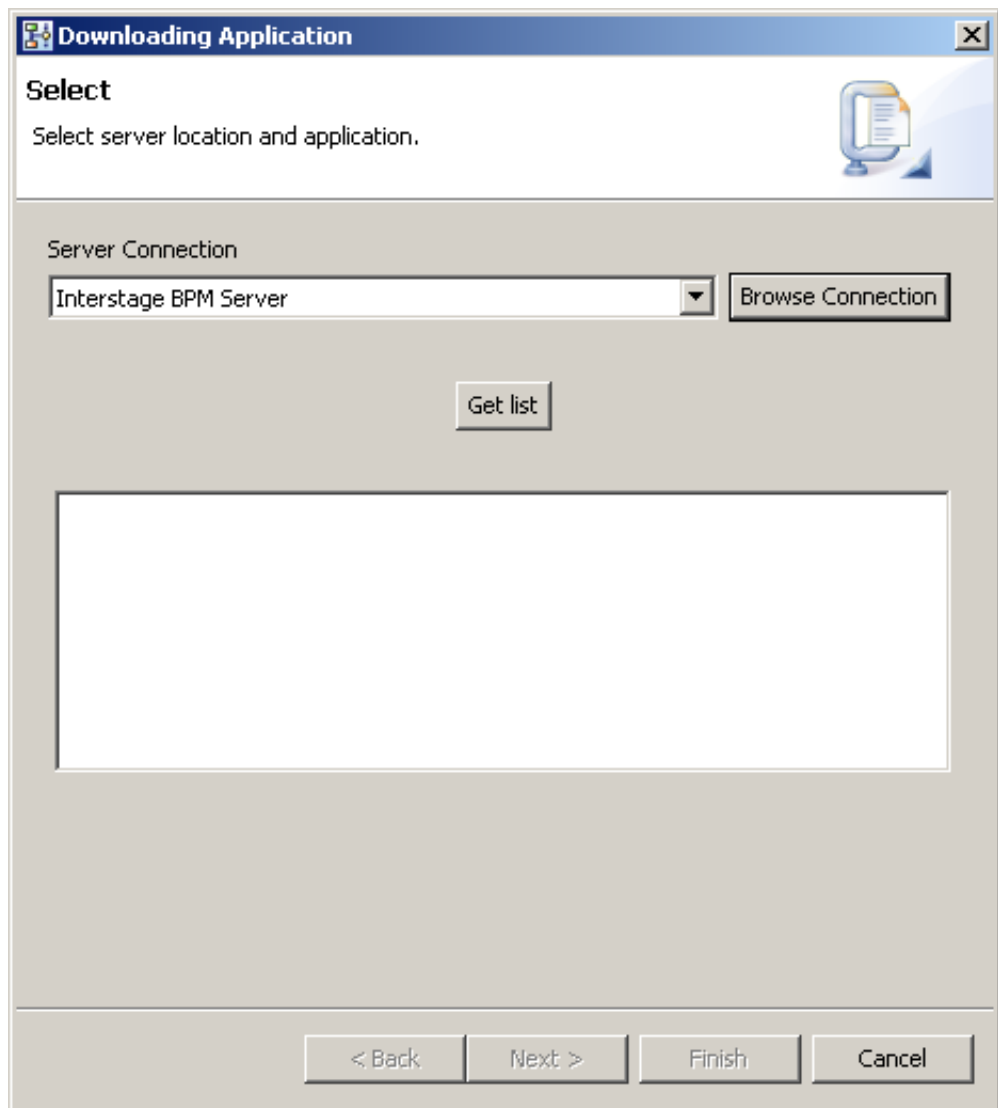 Downloading Application
Select
Select server location and application.
Server Connection
Interstage BPM Server
Browse Connection
Get list
< Back
Next >
Finish
Cancel